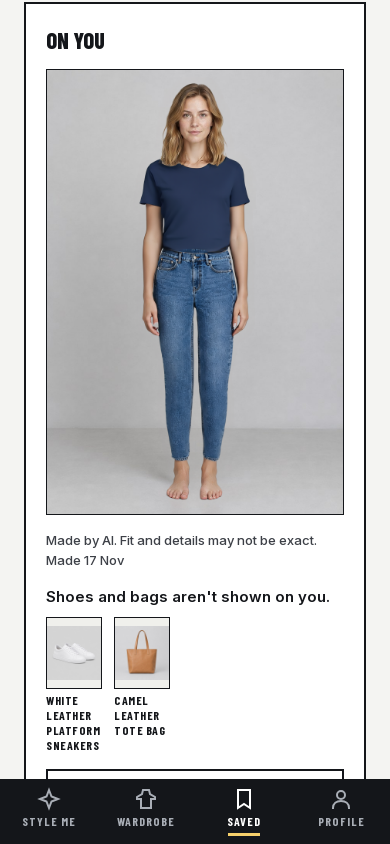 ON YOU
Made by AI. Fit and details may not be exact.
Made 17 Nov
Shoes and bags aren't shown on you.
WHITE
LEATHER
PLATFORM
SNEAKERS
CAMEL
LEATHER
TOTE BAG
STYLE ME
WARDROBE
SAVED
PROFILE